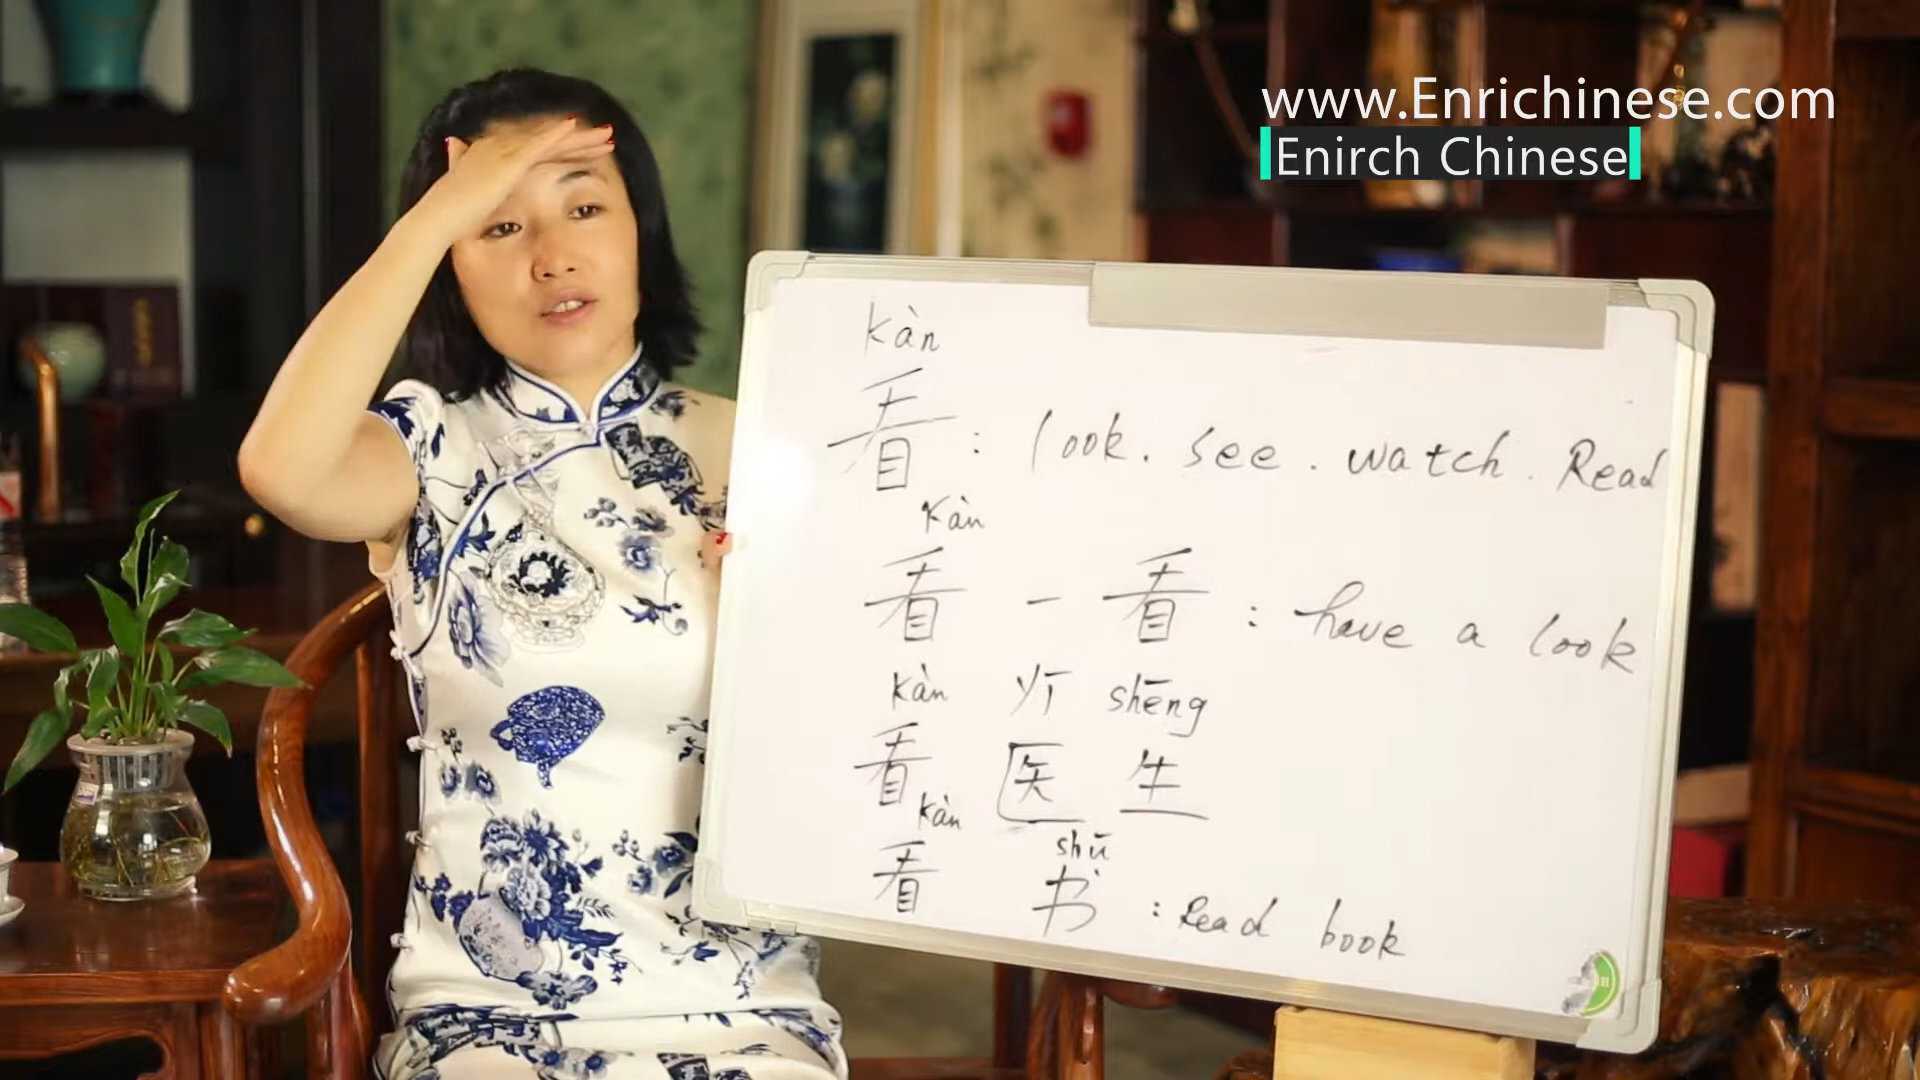 www.Enrichinese.com
Enirch Chinese
kàn
看 : look. see. watch. Read
kàn
看 一 看 : have a look
kàn yī shēng
看 医 生
kàn shū
看 书 : Read book